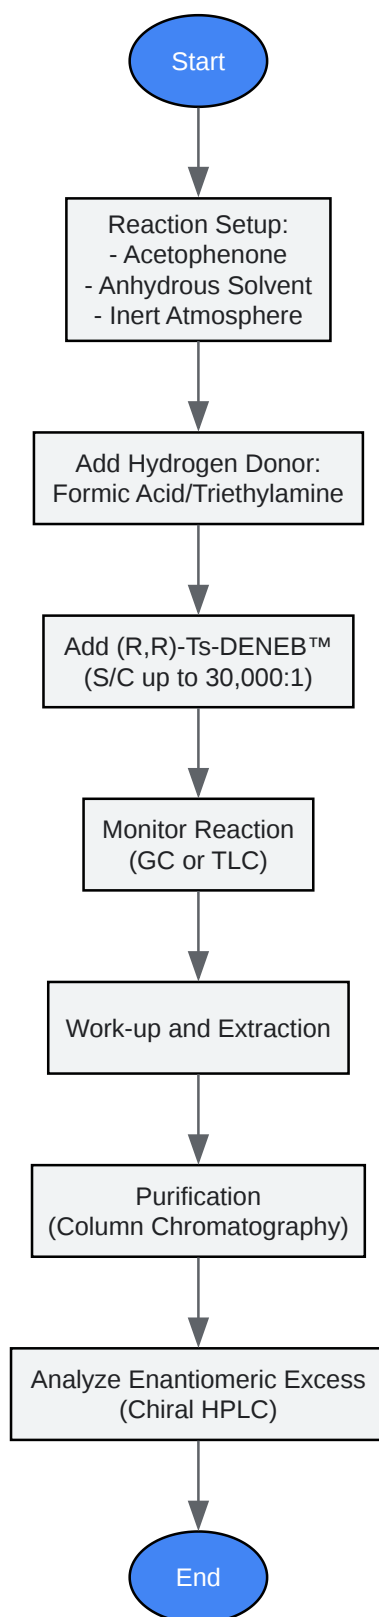 Start
Reaction Setup:
- Acetophenone
- Anhydrous Solvent
- Inert Atmosphere
Add Hydrogen Donor:
Formic Acid/Triethylamine
Add (R,R)-Ts-DENEB™
(S/C up to 30,000:1)
Monitor Reaction
(GC or TLC)
Work-up and Extraction
Purification
(Column Chromatography)
Analyze Enantiomeric Excess
(Chiral HPLC)
End